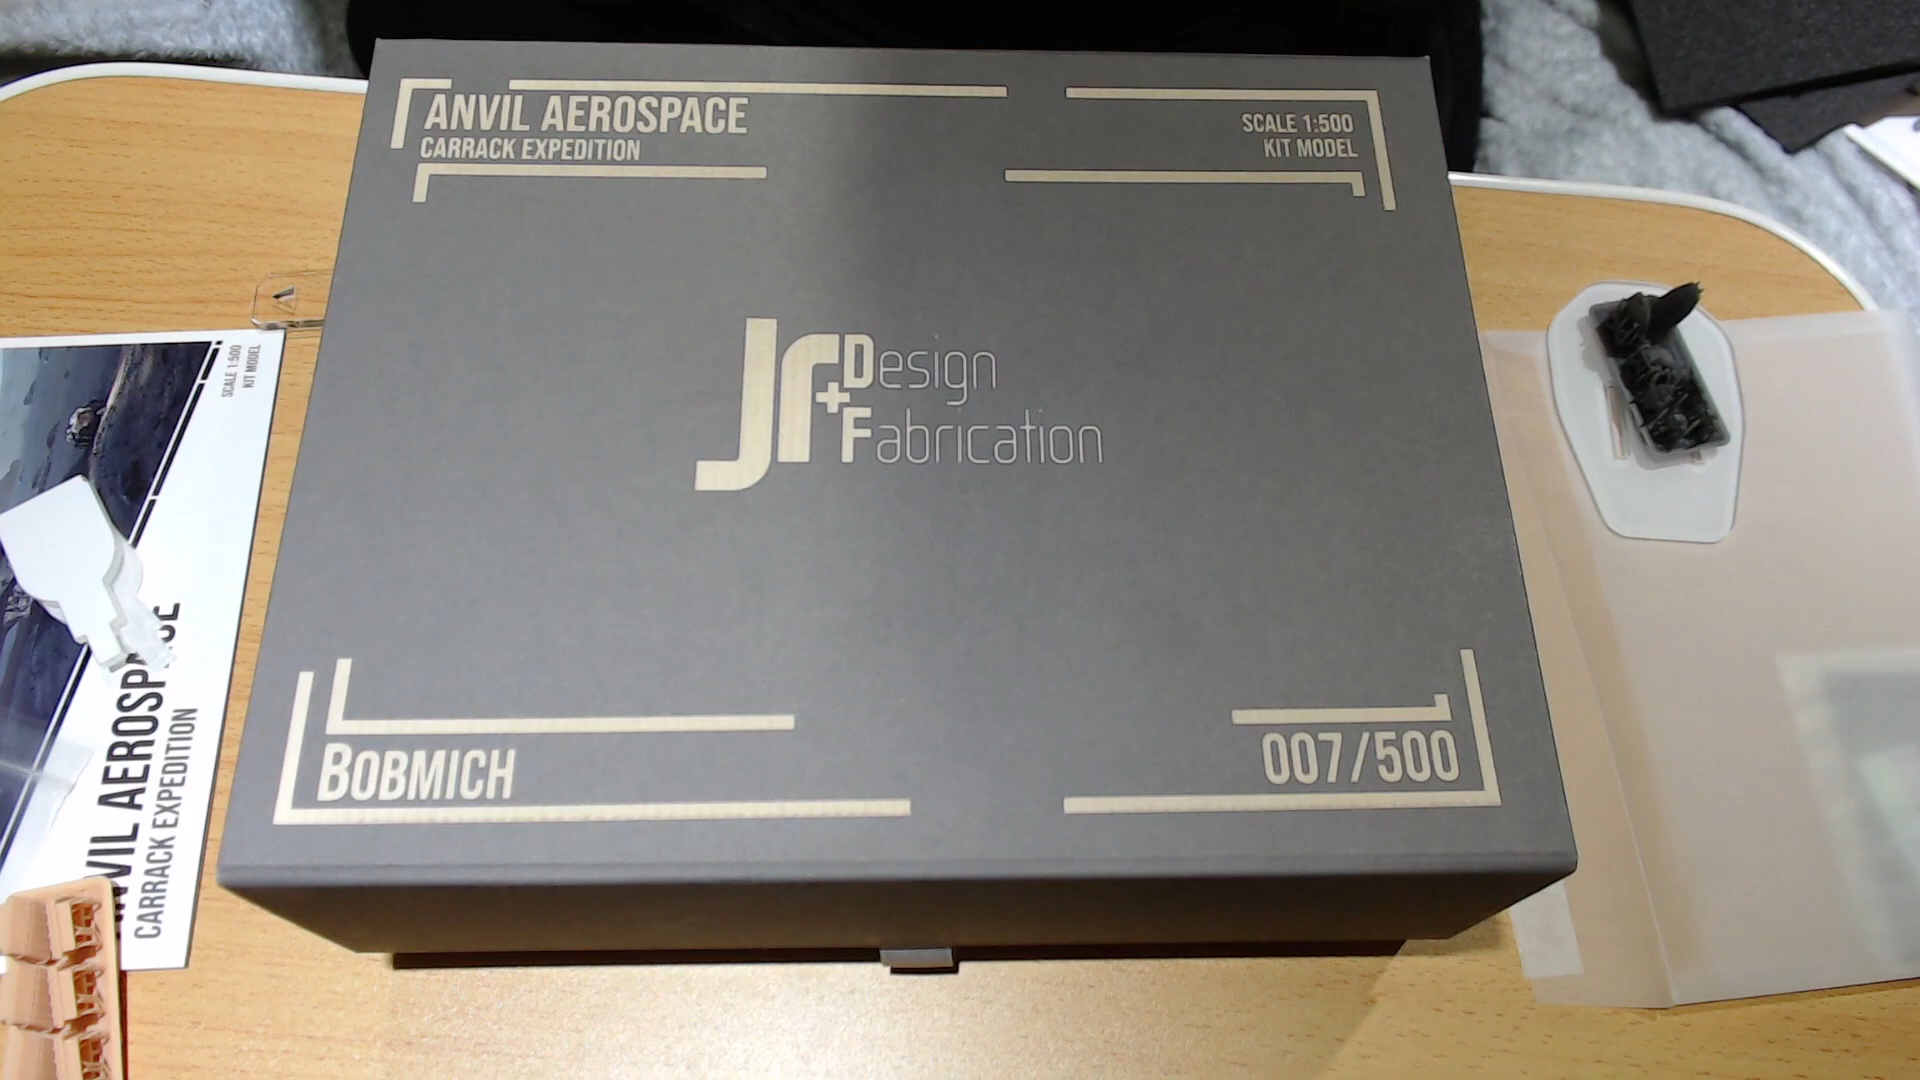 ANVIL AEROSPACE
CARRACK EXPEDITION
SCALE 1:500
KIT MODEL
Jr
Design
+
Fabrication
BOBMICH
007/500
SCALE 1:500
KIT MODEL
ANVIL AEROSPACE
CARRACK EXPEDITION